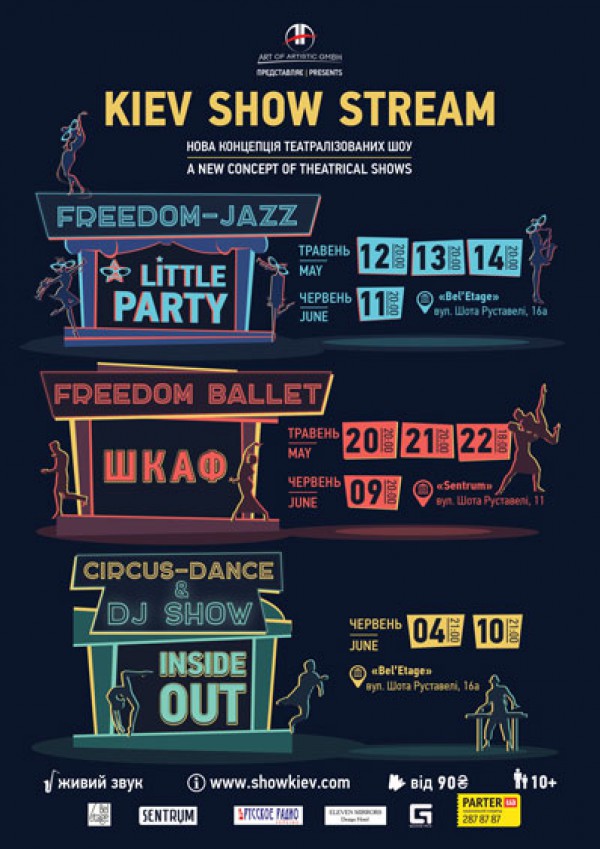 ART OF ARTISTIC GMBH
ПРЕДСТАВЛЯЄ | PRESENTS
KIEV SHOW STREAM
НОВА КОНЦЕПЦІЯ ТЕАТРАЛІЗОВАНИХ ШОУ
A NEW CONCEPT OF THEATRICAL SHOWS
FREEDOM-JAZZ
LITTLE
PARTY
ТРАВЕНЬ
MAY
12 20:00 13 20:00 14 20:00
ЧЕРВЕНЬ
JUNE
11 20:00
«Bel'Etage»
вул. Шота Руставелі, 16а
FREEDOM BALLET
ШКАФ
ТРАВЕНЬ
MAY
20 20:00 21 20:00 22 18:00
ЧЕРВЕНЬ
JUNE
09 20:00
«Sentrum»
вул. Шота Руставелі, 11
CIRCUS-DANCE
&
DJ SHOW
INSIDE
OUT
ЧЕРВЕНЬ
JUNE
04 21:00 10 21:00
«Bel'Etage»
вул. Шота Руставелі, 16а
живий звук www.showkiev.com від 90₴ 10+
Bel
étage
SENTRUM
РУССКОЕ РАДИО
ELEVEN MIRRORS
Design Hotel
PARTER
287 87 87